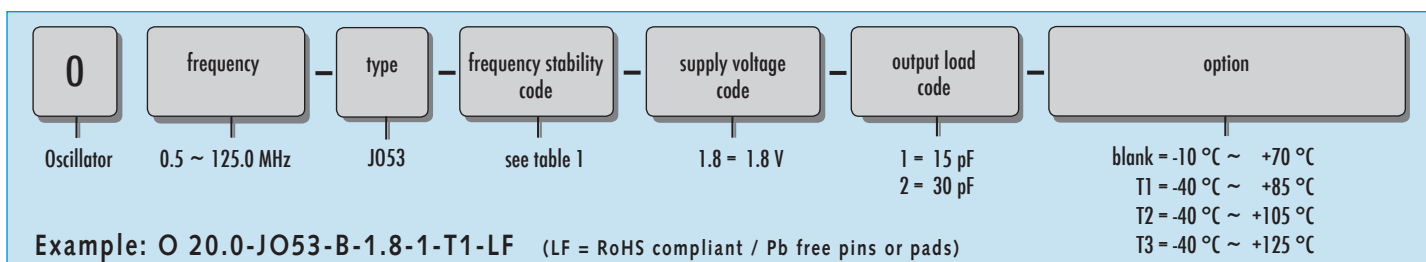 O
frequency
–
type
–
frequency stability
code
–
supply voltage
code
–
output load
code
–
option
Oscillator
0.5 ~ 125.0 MHz
JO53
see table 1
1.8 = 1.8 V
1 = 15 pF
2 = 30 pF
blank = -10 °C ~ +70 °C
T1 = -40 °C ~ +85 °C
T2 = -40 °C ~ +105 °C
T3 = -40 °C ~ +125 °C
Example: O 20.0-JO53-B-1.8-1-T1-LF (LF = RoHS compliant / Pb free pins or pads)